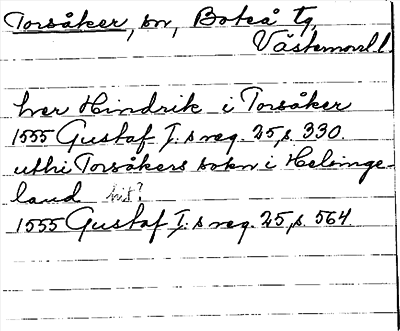 Torsåker, sn, Boteå tg,
Västernorrl.l.
her Hindrik i Torsåker
1555 Gustaf I:s reg. 25, s. 330.
uthi Torsåkers sokn i Helsinge-
land hit?
1555 Gustaf I:s reg. 25, s. 564